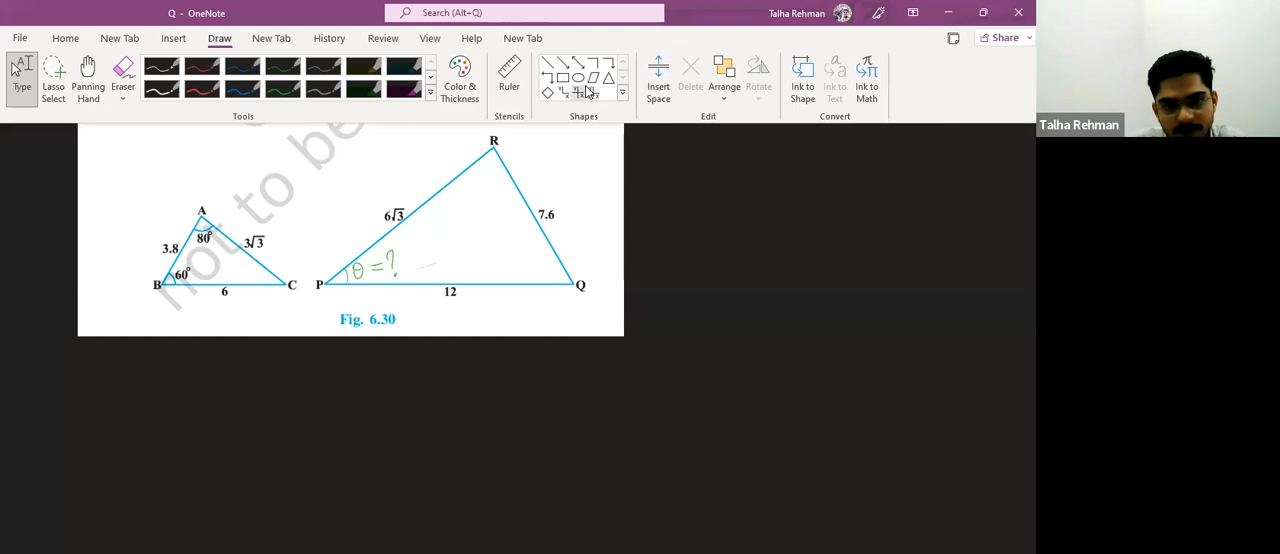 Q - OneNote
Search (Alt+Q)
Talha Rehman
File Home New Tab Insert Draw New Tab History Review View Help New Tab
Share
Type
Lasso Select
Panning Hand
Eraser
Color & Thickness
Ruler
Insert Space
Delete
Arrange
Rotate
Ink to Shape
Ink to Text
Ink to Math
Tools
Stencils
Shapes
Edit
Convert
Talha Rehman
not to be
R
A
6√3
7.6
80°
3.8
3√3
60°
θ = ?
B
C
P
Q
6
12
Fig. 6.30